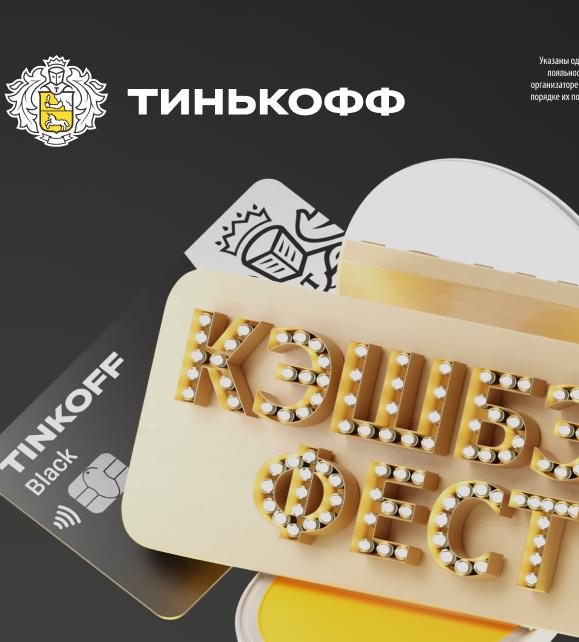 Указаны од
лояльнос
организаторе
порядке их по
ТИНЬКОФФ
TINKOFF
Black
КЭШБЭ
ФЕСТ